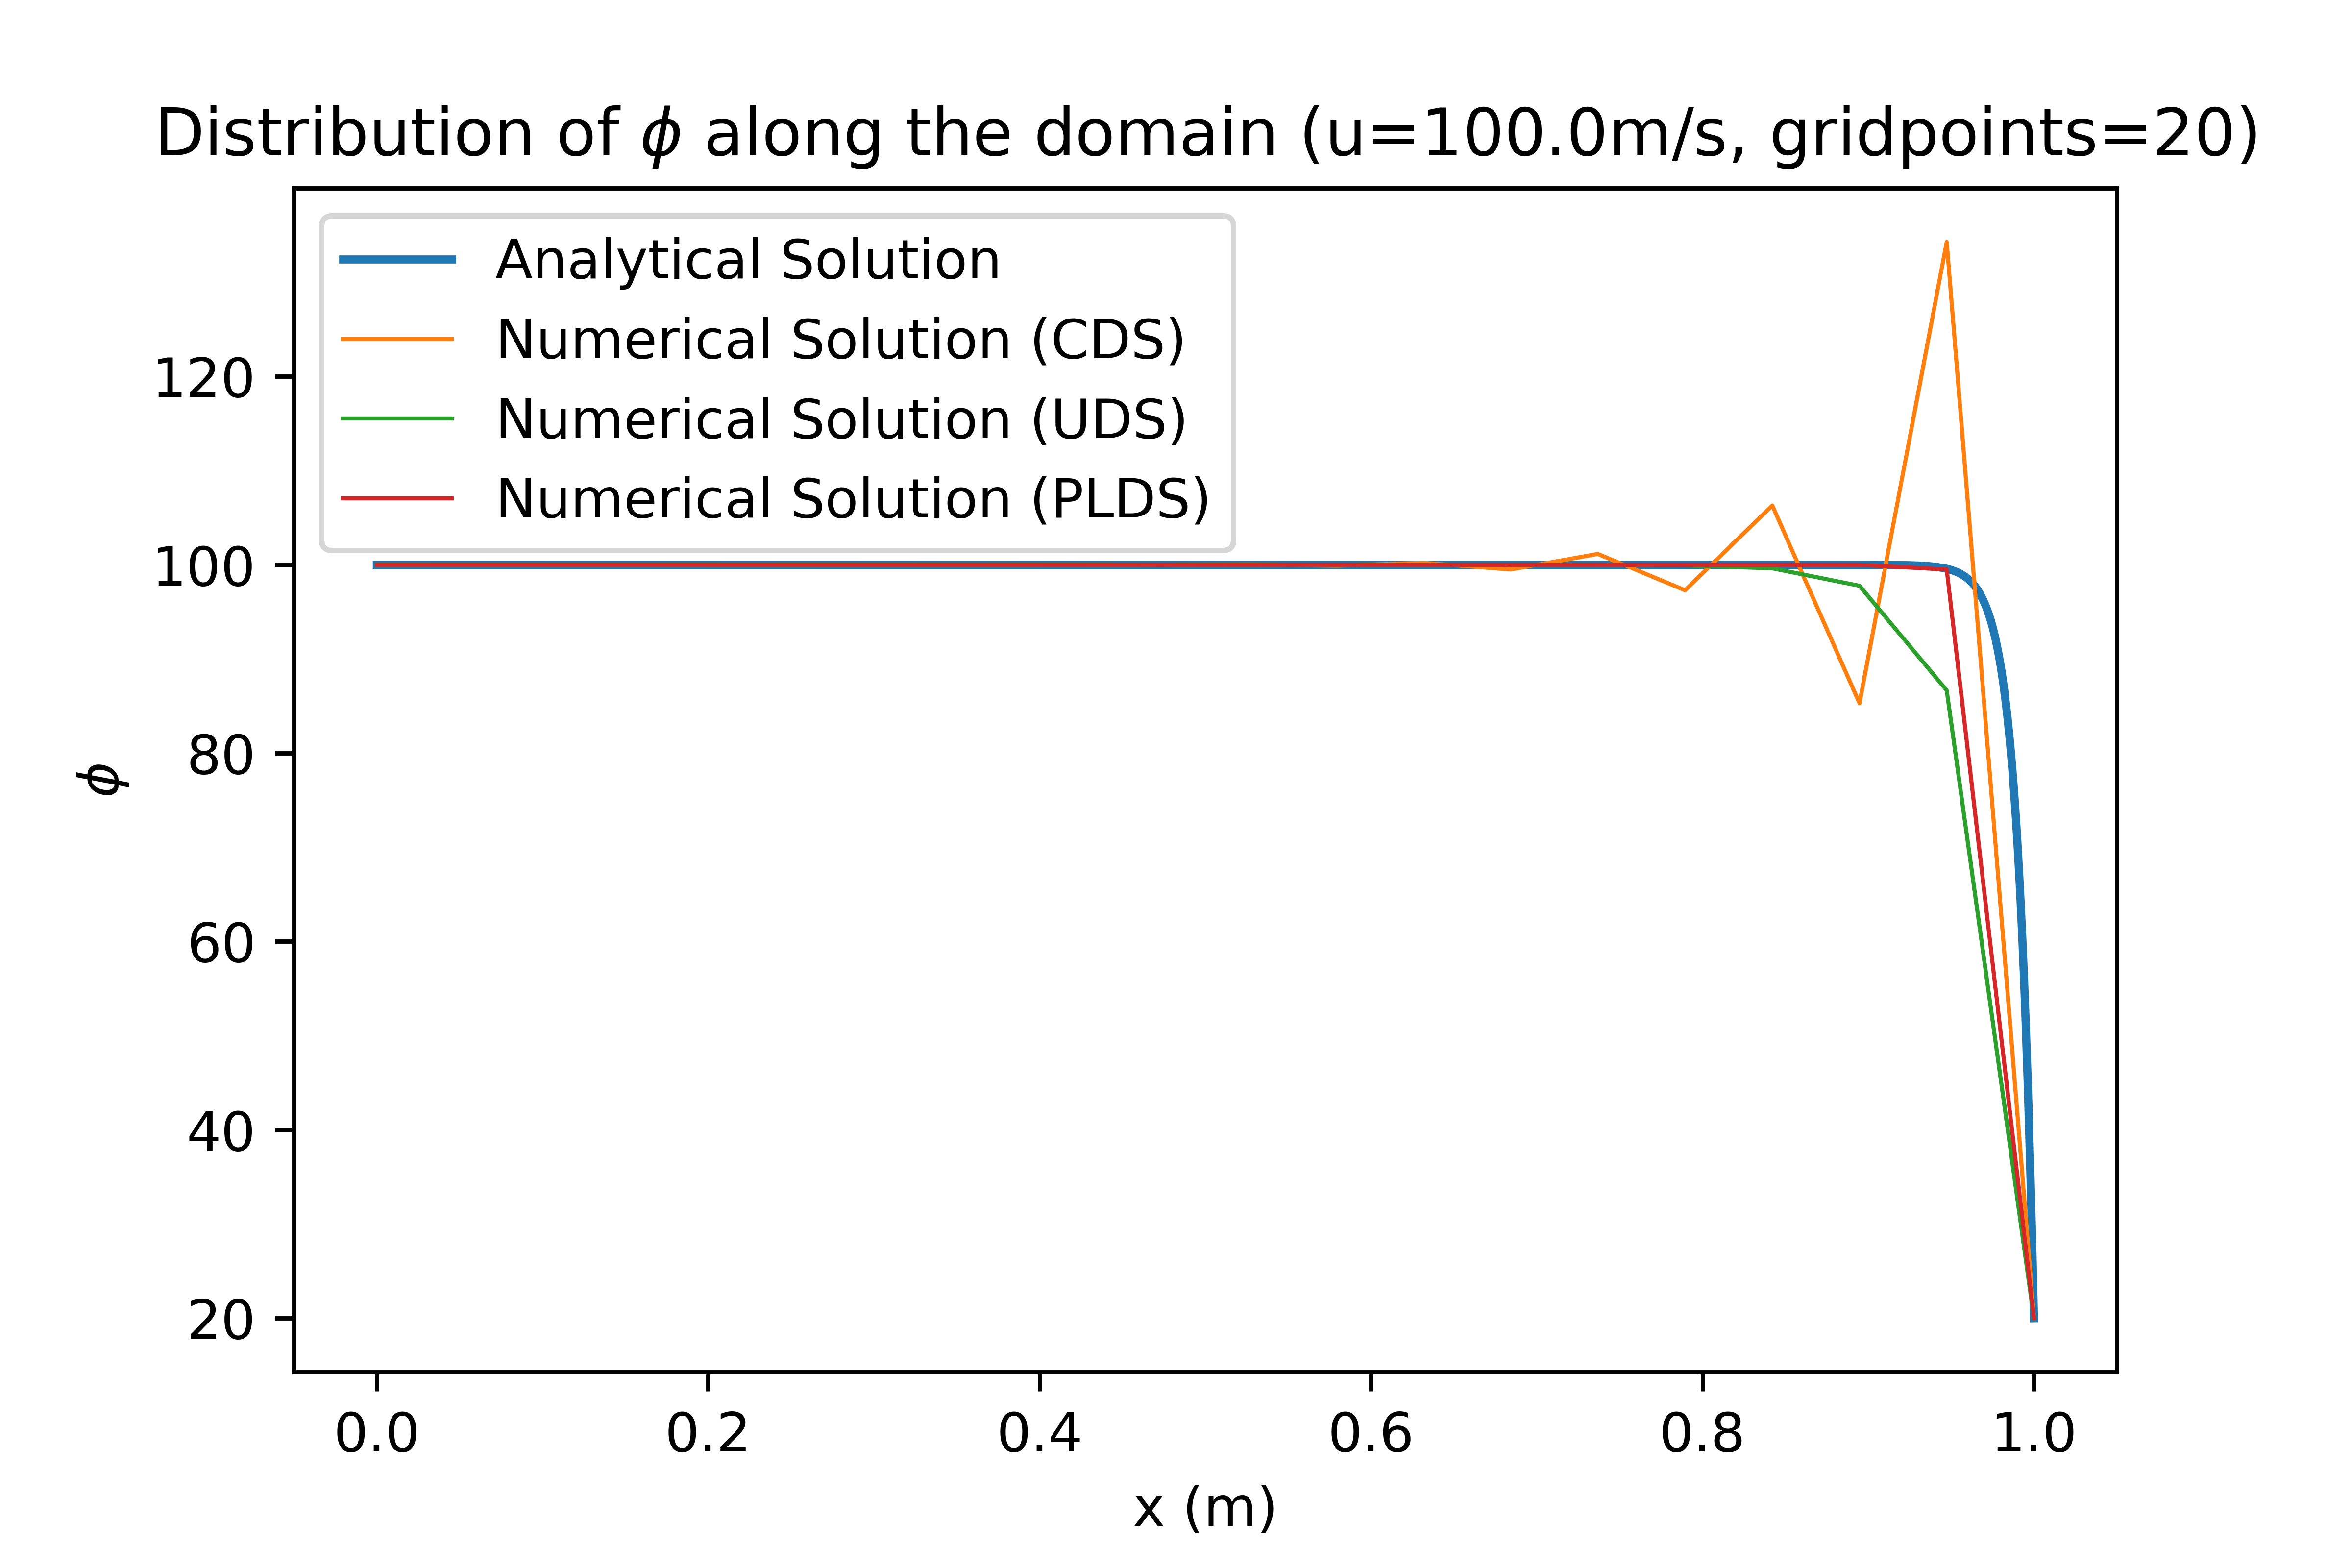 Distribution of ϕ along the domain (u=100.0m/s, gridpoints=20)
Analytical Solution
Numerical Solution (CDS)
Numerical Solution (UDS)
Numerical Solution (PLDS)
120
100
80
60
40
20
ϕ
0.0 0.2 0.4 0.6 0.8 1.0
x (m)